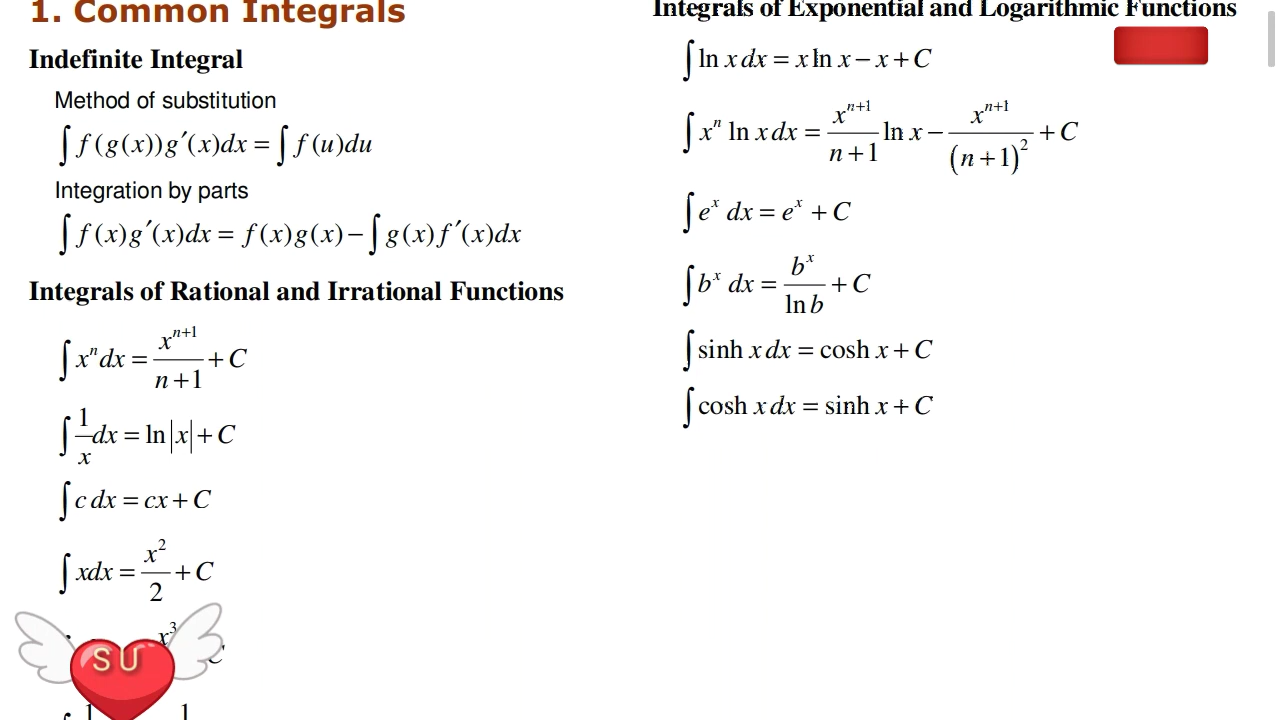 1. Common Integrals
Indefinite Integral
Method of substitution
∫ f(g(x))g′(x)dx = ∫ f(u)du
Integration by parts
∫ f(x)g′(x)dx = f(x)g(x) − ∫ g(x)f′(x)dx
Integrals of Rational and Irrational Functions
∫ xⁿdx = xⁿ⁺¹/(n+1) + C
∫ 1/x dx = ln|x| + C
∫ c dx = cx + C
∫ xdx = x²/2 + C
x³
SU
1 1
Integrals of Exponential and Logarithmic Functions
∫ ln x dx = x ln x − x + C
∫ xⁿ ln x dx = xⁿ⁺¹/(n+1) ln x − xⁿ⁺¹/(n+1)² + C
∫ eˣ dx = eˣ + C
∫ bˣ dx = bˣ/ln b + C
∫ sinh x dx = cosh x + C
∫ cosh x dx = sinh x + C